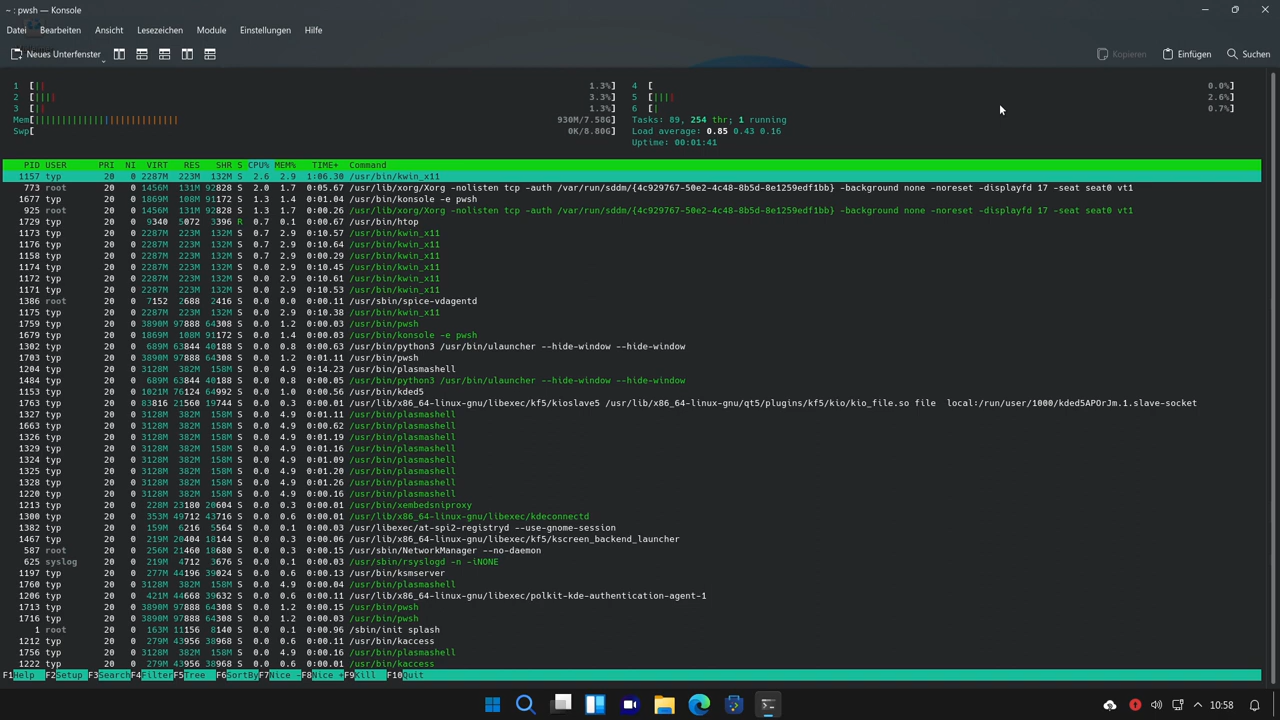 ~ : pwsh — Konsole
Datei Bearbeiten Ansicht Lesezeichen Module Einstellungen Hilfe
Neues Unterfenster Kopieren Einfügen Suchen
1 [|| 1.3%] 4 [ 0.0%]
2 [|||| 3.3%] 5 [|||| 2.6%]
3 [|| 1.3%] 6 [| 0.7%]
Mem[||||||||||||||||||||||||||| 930M/7.58G] Tasks: 89, 254 thr; 1 running
Swp[ 0K/8.80G] Load average: 0.85 0.43 0.16
Uptime: 00:01:41
PID USER PRI NI VIRT RES SHR S CPU% MEM% TIME+ Command
1157 typ 20 0 2287M 223M 132M S 2.6 2.9 1:06.30 /usr/bin/kwin_x11
773 root 20 0 1456M 131M 92828 S 2.0 1.7 0:05.67 /usr/lib/xorg/Xorg -nolisten tcp -auth /var/run/sddm/{4c929767-50e2-4c48-8b5d-8e1259edf1bb} -background none -noreset -displayfd 17 -seat seat0 vt1
1677 typ 20 0 1869M 108M 91172 S 1.3 1.4 0:01.04 /usr/bin/konsole -e pwsh
925 root 20 0 1456M 131M 92828 S 1.3 1.7 0:00.26 /usr/lib/xorg/Xorg -nolisten tcp -auth /var/run/sddm/{4c929767-50e2-4c48-8b5d-8e1259edf1bb} -background none -noreset -displayfd 17 -seat seat0 vt1
1729 typ 20 0 9340 5072 3396 R 0.7 0.1 0:00.67 /usr/bin/htop
1173 typ 20 0 2287M 223M 132M S 0.7 2.9 0:10.57 /usr/bin/kwin_x11
1176 typ 20 0 2287M 223M 132M S 0.7 2.9 0:10.64 /usr/bin/kwin_x11
1158 typ 20 0 2287M 223M 132M S 0.7 2.9 0:00.29 /usr/bin/kwin_x11
1174 typ 20 0 2287M 223M 132M S 0.0 2.9 0:10.45 /usr/bin/kwin_x11
1172 typ 20 0 2287M 223M 132M S 0.0 2.9 0:10.61 /usr/bin/kwin_x11
1171 typ 20 0 2287M 223M 132M S 0.0 2.9 0:10.53 /usr/bin/kwin_x11
1386 root 20 0 7152 2688 2416 S 0.0 0.0 0:00.11 /usr/sbin/spice-vdagentd
1175 typ 20 0 2287M 223M 132M S 0.0 2.9 0:10.38 /usr/bin/kwin_x11
1759 typ 20 0 3890M 97888 64308 S 0.0 1.2 0:00.03 /usr/bin/pwsh
1679 typ 20 0 1869M 108M 91172 S 0.0 1.4 0:00.03 /usr/bin/konsole -e pwsh
1302 typ 20 0 689M 63844 40188 S 0.0 0.8 0:00.63 /usr/bin/python3 /usr/bin/ulauncher --hide-window --hide-window
1703 typ 20 0 3890M 97888 64308 S 0.0 1.2 0:01.11 /usr/bin/pwsh
1204 typ 20 0 3128M 382M 158M S 0.0 4.9 0:14.23 /usr/bin/plasmashell
1484 typ 20 0 689M 63844 40188 S 0.0 0.8 0:00.05 /usr/bin/python3 /usr/bin/ulauncher --hide-window --hide-window
1153 typ 20 0 1021M 76124 64992 S 0.0 1.0 0:00.56 /usr/bin/kded5
1763 typ 20 0 83816 21560 19744 S 0.0 0.3 0:00.01 /usr/lib/x86_64-linux-gnu/libexec/kf5/kioslave5 /usr/lib/x86_64-linux-gnu/qt5/plugins/kf5/kio/kio_file.so file local:/run/user/1000/kded5APOrJm.1.slave-socket
1327 typ 20 0 3128M 382M 158M S 0.0 4.9 0:01.11 /usr/bin/plasmashell
1663 typ 20 0 3128M 382M 158M S 0.0 4.9 0:00.62 /usr/bin/plasmashell
1326 typ 20 0 3128M 382M 158M S 0.0 4.9 0:01.19 /usr/bin/plasmashell
1329 typ 20 0 3128M 382M 158M S 0.0 4.9 0:01.16 /usr/bin/plasmashell
1324 typ 20 0 3128M 382M 158M S 0.0 4.9 0:01.09 /usr/bin/plasmashell
1325 typ 20 0 3128M 382M 158M S 0.0 4.9 0:01.20 /usr/bin/plasmashell
1328 typ 20 0 3128M 382M 158M S 0.0 4.9 0:01.26 /usr/bin/plasmashell
1220 typ 20 0 3128M 382M 158M S 0.0 4.9 0:00.16 /usr/bin/plasmashell
1213 typ 20 0 228M 23180 20604 S 0.0 0.3 0:00.01 /usr/bin/xembedsniproxy
1300 typ 20 0 353M 49712 43716 S 0.0 0.6 0:00.01 /usr/lib/x86_64-linux-gnu/libexec/kdeconnectd
1382 typ 20 0 159M 6216 5564 S 0.0 0.1 0:00.03 /usr/libexec/at-spi2-registryd --use-gnome-session
1467 typ 20 0 219M 20404 18144 S 0.0 0.3 0:00.06 /usr/lib/x86_64-linux-gnu/libexec/kf5/kscreen_backend_launcher
587 root 20 0 256M 21460 18680 S 0.0 0.3 0:00.15 /usr/sbin/NetworkManager --no-daemon
625 syslog 20 0 219M 4712 3676 S 0.0 0.1 0:00.03 /usr/sbin/rsyslogd -n -iNONE
1197 typ 20 0 277M 44196 39024 S 0.0 0.6 0:00.13 /usr/bin/ksmserver
1760 typ 20 0 3128M 382M 158M S 0.0 4.9 0:00.04 /usr/bin/plasmashell
1206 typ 20 0 421M 44668 39632 S 0.0 0.6 0:00.11 /usr/lib/x86_64-linux-gnu/libexec/polkit-kde-authentication-agent-1
1713 typ 20 0 3890M 97888 64308 S 0.0 1.2 0:00.15 /usr/bin/pwsh
1716 typ 20 0 3890M 97888 64308 S 0.0 1.2 0:00.03 /usr/bin/pwsh
1 root 20 0 163M 11156 8140 S 0.0 0.1 0:00.96 /sbin/init splash
1212 typ 20 0 279M 43956 38968 S 0.0 0.6 0:00.11 /usr/bin/kaccess
1756 typ 20 0 3128M 382M 158M S 0.0 4.9 0:00.16 /usr/bin/plasmashell
1222 typ 20 0 279M 43956 38968 S 0.0 0.6 0:00.01 /usr/bin/kaccess
F1Help F2Setup F3SearchF4FilterF5Tree F6SortByF7Nice -F8Nice +F9Kill F10Quit
10:58